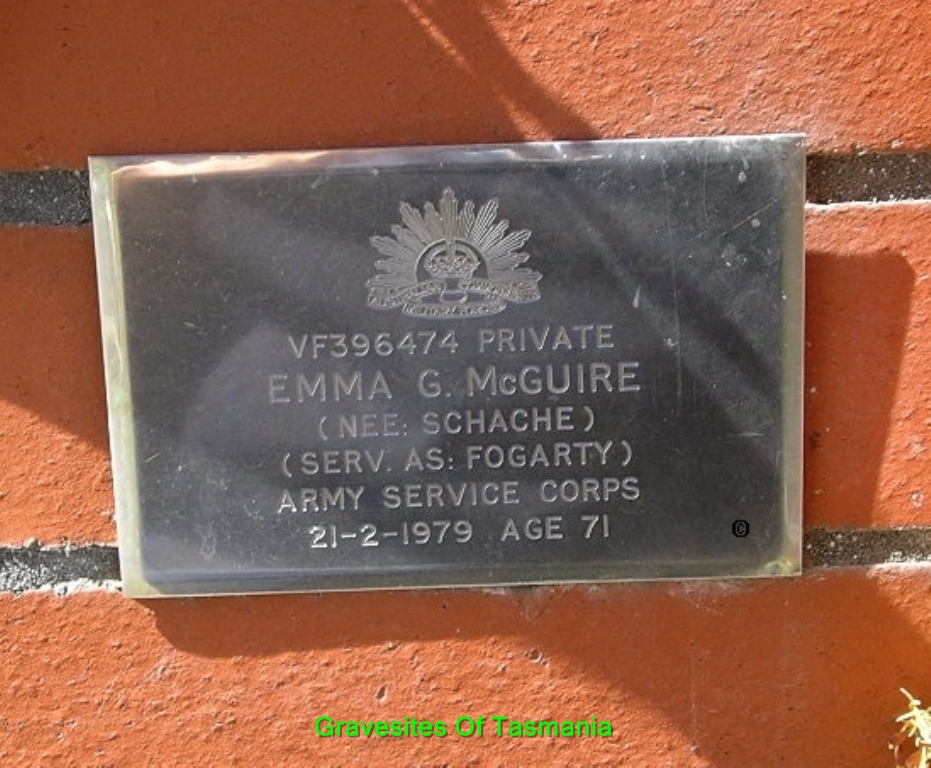 VF396474 PRIVATE
EMMA G. McGUIRE
(NEE: SCHACHE)
(SERV. AS: FOGARTY)
ARMY SERVICE CORPS
21-2-1979 AGE 71
©
Gravesites Of Tasmania